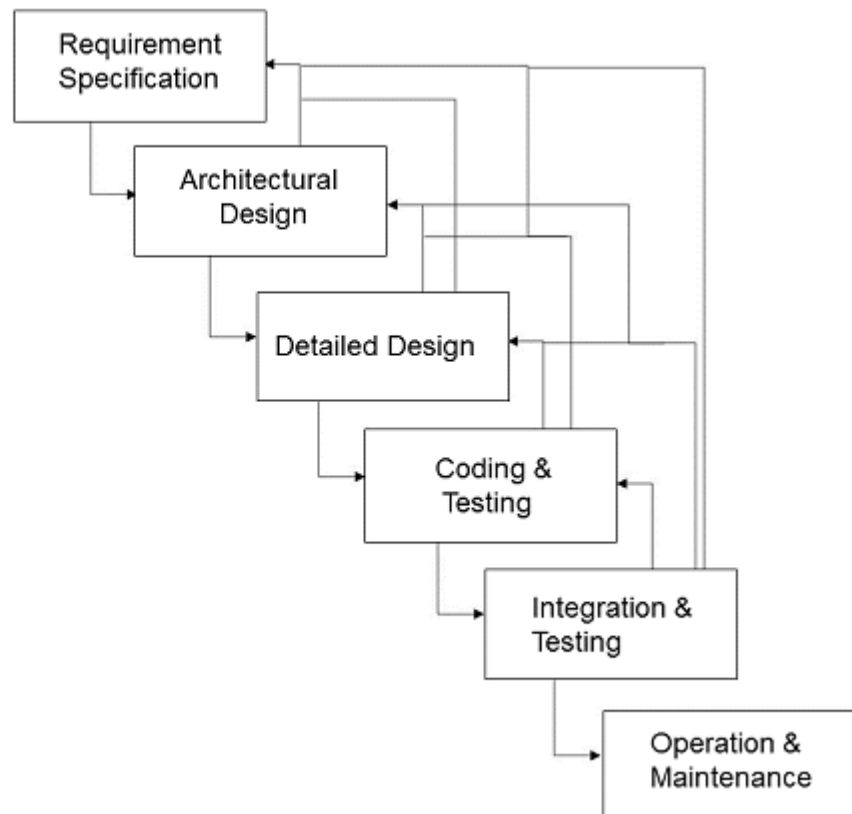 Requirement
Specification
Architectural
Design
Detailed Design
Coding &
Testing
Integration &
Testing
Operation &
Maintenance